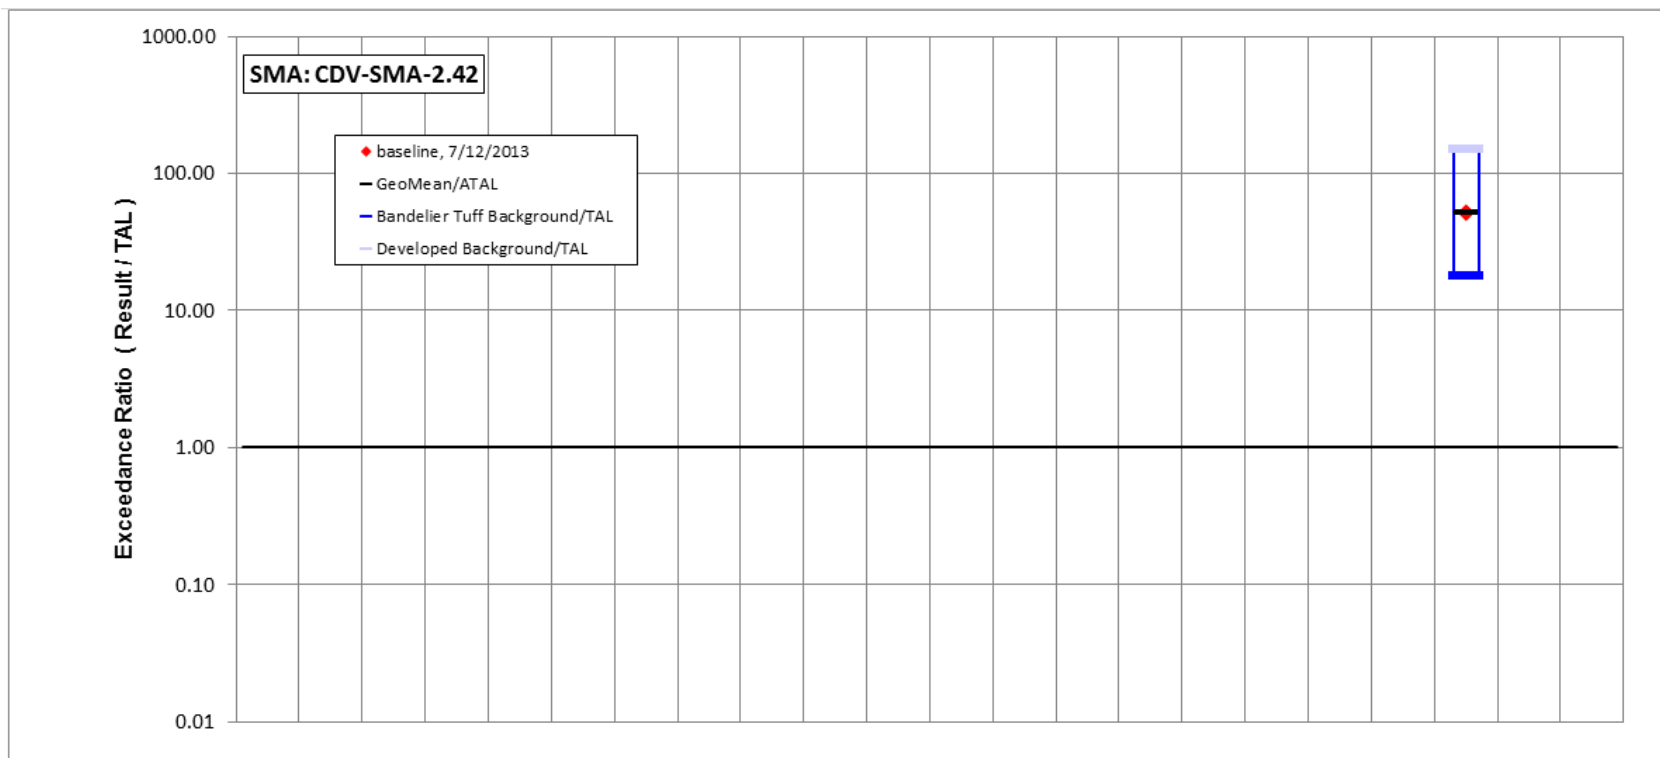 1000.00
SMA: CDV-SMA-2.42
baseline, 7/12/2013
GeoMean/ATAL
Bandelier Tuff Background/TAL
Developed Background/TAL
100.00
10.00
1.00
0.10
0.01
Exceedance Ratio ( Result / TAL )